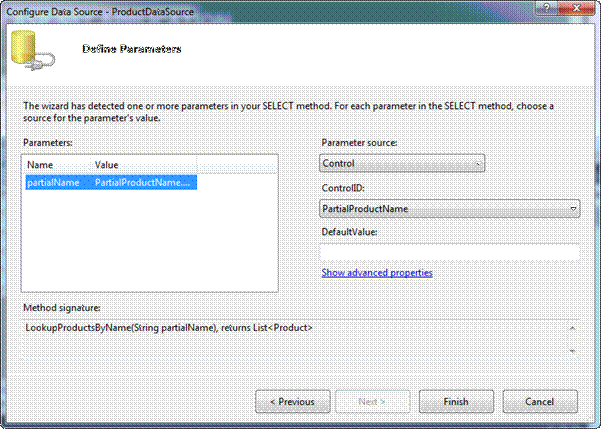 Configure Data Source - ProductDataSource
Define Parameters
The wizard has detected one or more parameters in your SELECT method. For each parameter in the SELECT method, choose a
source for the parameter's value.
Parameters:
Name Value
partialName PartialProductName....
Parameter source:
Control
ControlID:
PartialProductName
DefaultValue:
Show advanced properties
Method signature:
LookupProductsByName(String partialName), returns List<Product>
< Previous Next > Finish Cancel